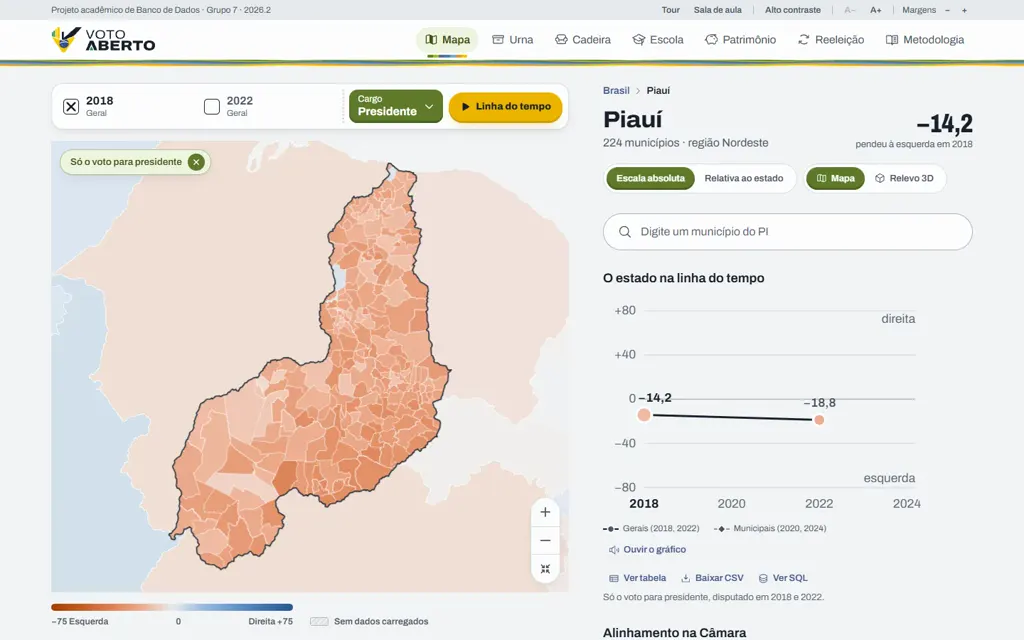 Projeto acadêmico de Banco de Dados · Grupo 7 · 2026.2
Tour
Sala de aula
Alto contraste
A−
A+
Margens
−
+
VOTO
ABERTO
Mapa
Urna
Cadeira
Escola
Patrimônio
Reeleição
Metodologia
2018
Geral
2022
Geral
Cargo
Presidente
Linha do tempo
Só o voto para presidente
Brasil
Piauí
Piauí
−14,2
224 municípios · região Nordeste
pendeu à esquerda em 2018
Escala absoluta
Relativa ao estado
Mapa
Relevo 3D
Digite um município do PI
O estado na linha do tempo
+80
direita
+40
0
−14,2
−18,8
−40
esquerda
−80
2018
2020
2022
2024
Gerais (2018, 2022)
Municipais (2020, 2024)
Ouvir o gráfico
Ver tabela
Baixar CSV
Ver SQL
Só o voto para presidente, disputado em 2018 e 2022.
−75 Esquerda
0
Direita +75
Sem dados carregados
Alinhamento na Câmara